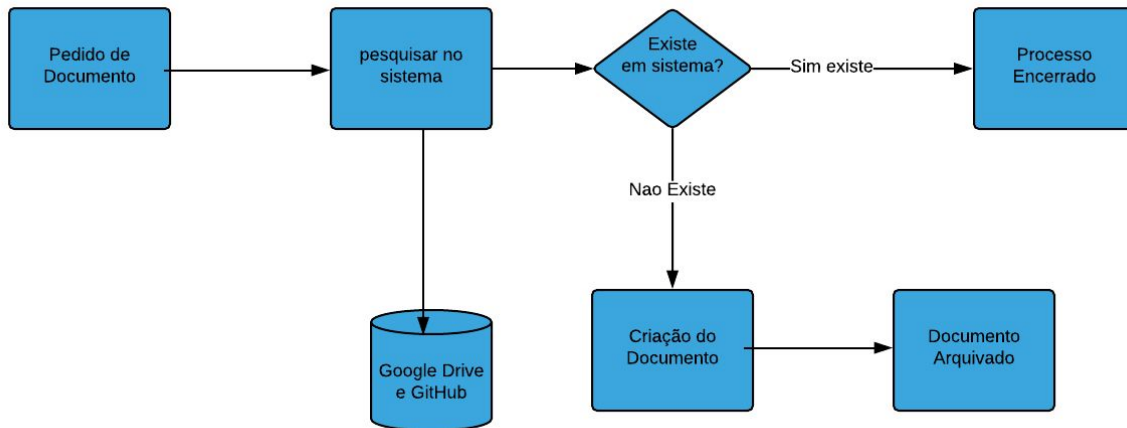 Pedido de
Documento
pesquisar no
sistema
Existe
em sistema?
Sim existe
Processo
Encerrado
Nao Existe
Google Drive
e GitHub
Criação do
Documento
Documento
Arquivado